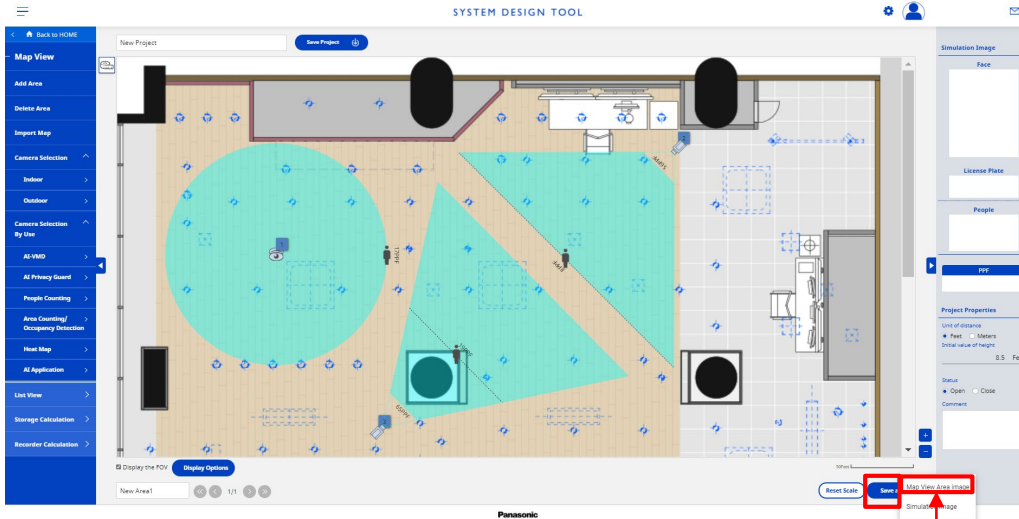 SYSTEM DESIGN TOOL
Back to HOME
Map View
Add Area
Delete Area
Import Map
Camera Selection
Indoor
Outdoor
Camera Selection
By Use
AI-VMD
AI Privacy Guard
People Counting
Area Counting/
Occupancy Detection
Heat Map
AI Application
List View
Storage Calculation
Recorder Calculation
New Project
Save Project
Display the FOV
Display Options
New Area1
1/1
Reset Scale
Save
Map View Area image
Panasonic
Simulation Image
Face
License Plate
People
PPF
Project Properties
Unit of distance
Feet Meters
Initial value of height
8.5 Fe
Status
Open Close
Comment